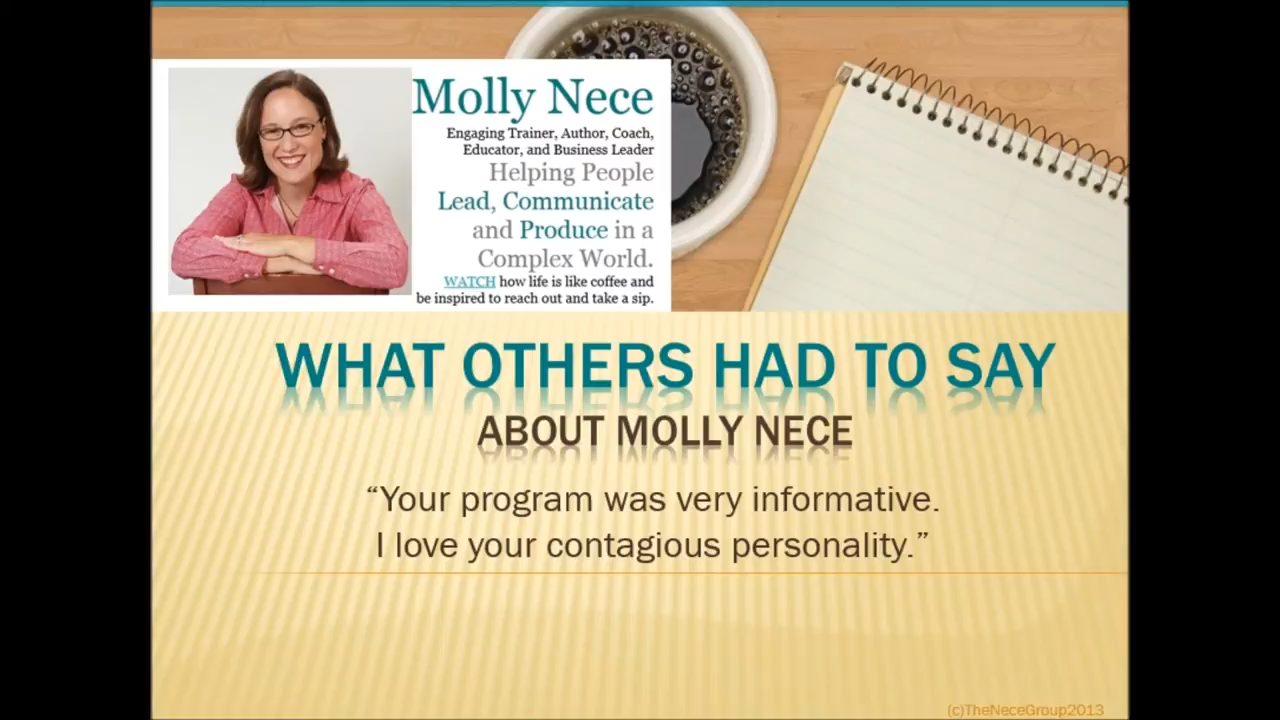 Molly Nece
Engaging Trainer, Author, Coach,
Educator, and Business Leader
Helping People
Lead, Communicate
and Produce in a
Complex World.
WATCH how life is like coffee and
be inspired to reach out and take a sip.
WHAT OTHERS HAD TO SAY
ABOUT MOLLY NECE
“Your program was very informative.
I love your contagious personality.”
(c)TheNeceGroup2013